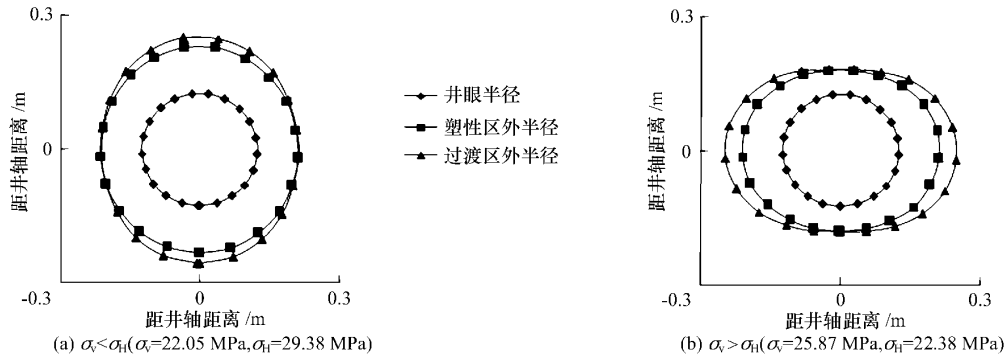 0.3
距井轴距离 /m
0
-0.3
0
0.3
距井轴距离 /m
(a) σv<σH(σv=22.05 MPa,σH=29.38 MPa)
井眼半径
塑性区外半径
过渡区外半径
0.3
距井轴距离 /m
0
-0.3
0
0.3
距井轴距离 /m
(b) σv>σH(σv=25.87 MPa,σH=22.38 MPa)